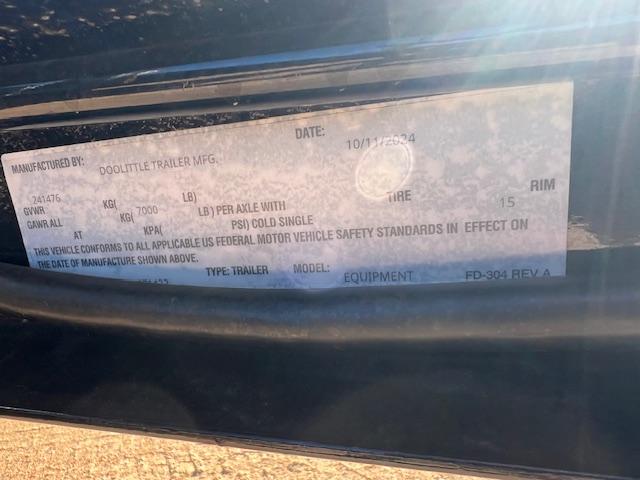 DATE: 10/11/2024
MANUFACTURED BY: DOOLITTLE TRAILER MFG.
241476
GVWR KG( LB)
GAWR ALL KG( 7000 LB ) PER AXLE WITH TIRE 15 RIM
AT KPA( PSI) COLD SINGLE
THIS VEHICLE CONFORMS TO ALL APPLICABLE US FEDERAL MOTOR VEHICLE SAFETY STANDARDS IN EFFECT ON
THE DATE OF MANUFACTURE SHOWN ABOVE.
TYPE: TRAILER MODEL: EQUIPMENT FD-304 REV A